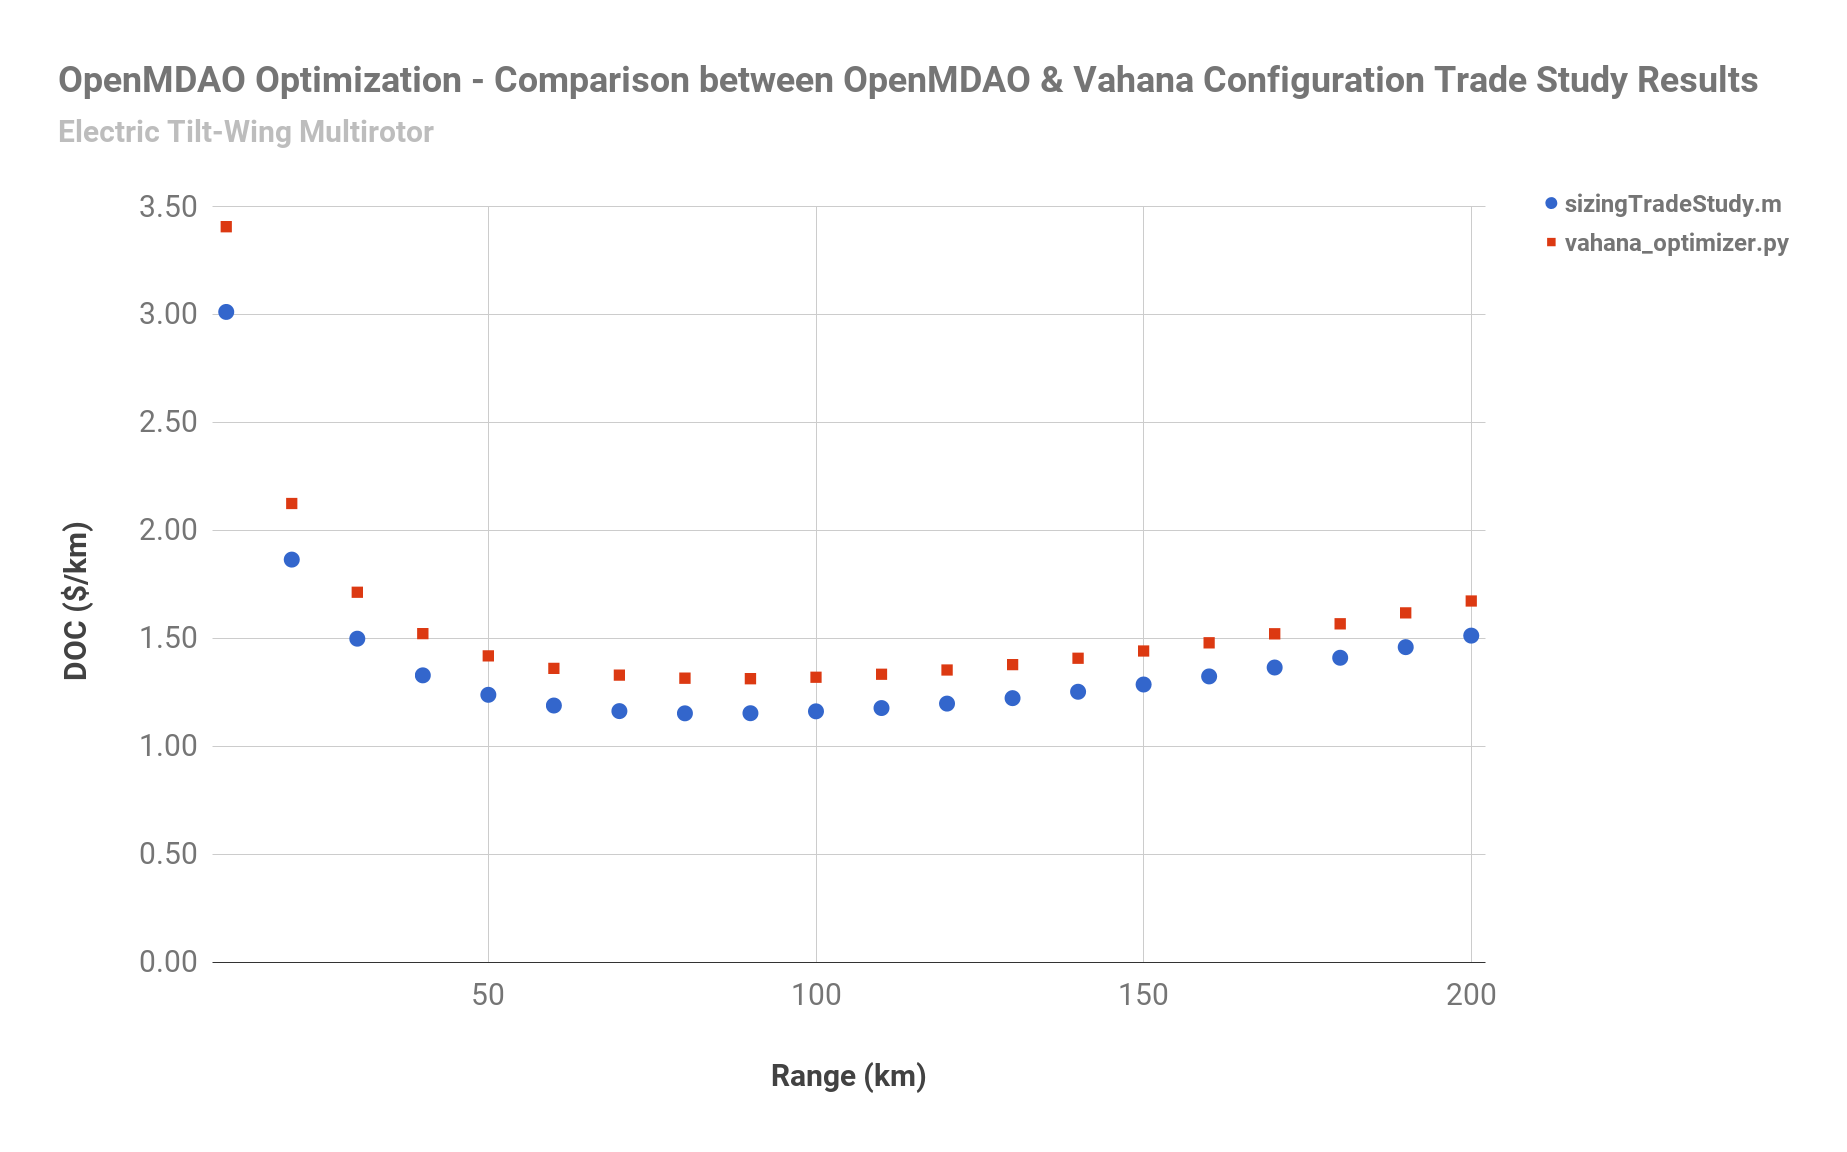 OpenMDAO Optimization - Comparison between OpenMDAO & Vahana Configuration Trade Study Results
Electric Tilt-Wing Multirotor
sizingTradeStudy.m
vahana_optimizer.py
DOC ($/km)
3.50
3.00
2.50
2.00
1.50
1.00
0.50
0.00
50
100
150
200
Range (km)